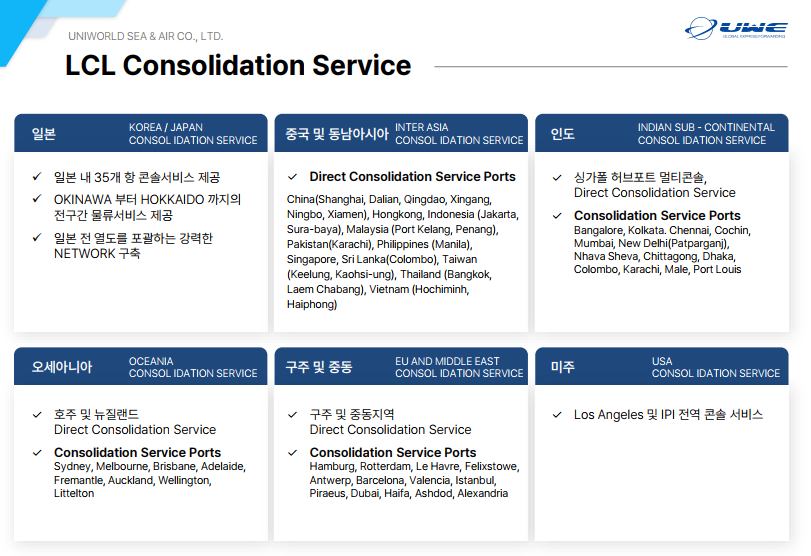 UNIWORLD SEA & AIR CO., LTD.
UWE
GLOBAL EXPRESS FORWARDING
LCL Consolidation Service
일본
KOREA / JAPAN
CONSOL IDATION SERVICE
일본 내 35개 항 콘솔서비스 제공
OKINAWA 부터 HOKKAIDO 까지의
전구간 물류서비스 제공
일본 전 열도를 포괄하는 강력한
NETWORK 구축
중국 및 동남아시아
INTER ASIA
CONSOL IDATION SERVICE
Direct Consolidation Service Ports
China(Shanghai, Dalian, Qingdao, Xingang,
Ningbo, Xiamen), Hongkong, Indonesia (Jakarta,
Sura-baya), Malaysia (Port Kelang, Penang),
Pakistan(Karachi), Philippines (Manila),
Singapore, Sri Lanka(Colombo), Taiwan
(Keelung, Kaohsi-ung), Thailand (Bangkok,
Laem Chabang), Vietnam (Hochiminh,
Haiphong)
인도
INDIAN SUB - CONTINENTAL
CONSOL IDATION SERVICE
싱가폴 허브포트 멀티콘솔,
Direct Consolidation Service
Consolidation Service Ports
Bangalore, Kolkata. Chennai, Cochin,
Mumbai, New Delhi(Patparganj),
Nhava Sheva, Chittagong, Dhaka,
Colombo, Karachi, Male, Port Louis
오세아니아
OCEANIA
CONSOL IDATION SERVICE
호주 및 뉴질랜드
Direct Consolidation Service
Consolidation Service Ports
Sydney, Melbourne, Brisbane, Adelaide,
Fremantle, Auckland, Wellington,
Littelton
구주 및 중동
EU AND MIDDLE EAST
CONSOL IDATION SERVICE
구주 및 중동지역
Direct Consolidation Service
Consolidation Service Ports
Hamburg, Rotterdam, Le Havre, Felixstowe,
Antwerp, Barcelona, Valencia, Istanbul,
Piraeus, Dubai, Haifa, Ashdod, Alexandria
미주
USA
CONSOL IDATION SERVICE
Los Angeles 및 IPI 전역 콘솔 서비스